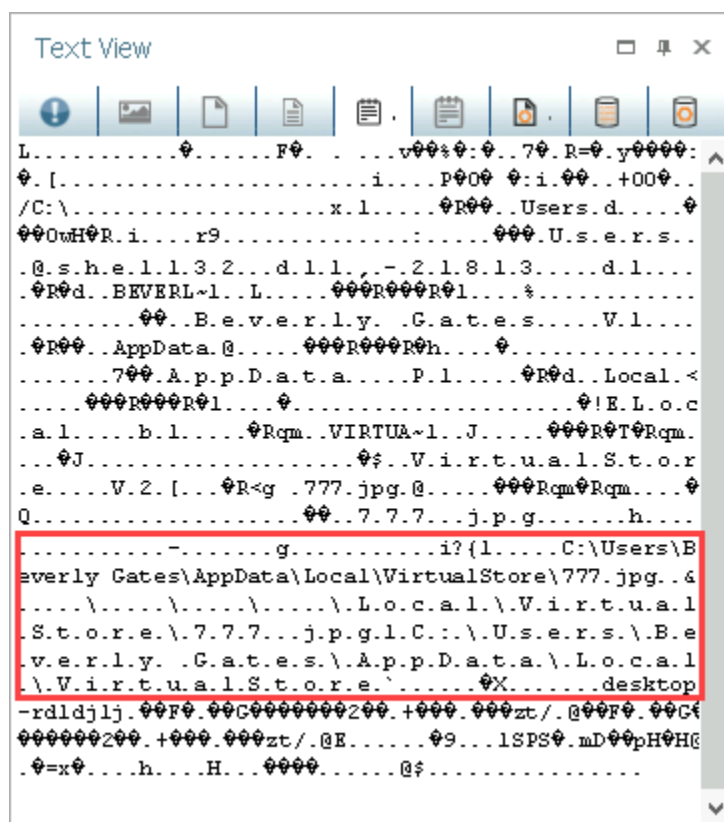 Text View
L............�......F�. . ...v��%�:�..7�.R=�.y����:
�.[........................i....P�O� �:i.��..+00�..
/C:\...................x.1.....�R��..Users.d.....�
��OwH�R.i....r9..............:.....���.U.s.e.r.s..
.@.s.h.e.l.l.3.2...d.l.l.,.-.2.1.8.1.3.....d.1....
.�R�d..BEVERL~1..L.....���R���R�1....%............
.........��..B.e.v.e.r.l.y. .G.a.t.e.s.....V.1....
.�R��..AppData.@.....���R���R�h....�..............
.......7��.A.p.p.D.a.t.a.....P.1.....�R�d..Local.<
.....���R���R�1....�.....................�!E.L.o.c
.a.l.....b.1.....�Rqm..VIRTUA~1..J.....���R�T�Rqm.
...�J....................�$..V.i.r.t.u.a.l.S.t.o.r
.e.....V.2.[...�R<g .777.jpg.@.....���Rqm�Rqm....�
Q...................��..7.7.7...j.p.g.......h....
............-.......g...........i?{l.....C:\Users\B
everly Gates\AppData\Local\VirtualStore\777.jpg..&
.....\.....\.....\.....\.L.o.c.a.l.\.V.i.r.t.u.a.l
.S.t.o.r.e.\.7.7.7...j.p.g.l.C.:.\.U.s.e.r.s.\.B.e
.v.e.r.l.y. .G.a.t.e.s.\.A.p.p.D.a.t.a.\.L.o.c.a.l
.\.V.i.r.t.u.a.l.S.t.o.r.e.`......�X.......desktop
-rdldjlj.��F�.��G�������2��.+���.���zt/.@��F�.��G�
������2��.+���.���zt/.@E......�9...1SPS�.mD��pH�H@
.�=x�....h....H...����......@$................